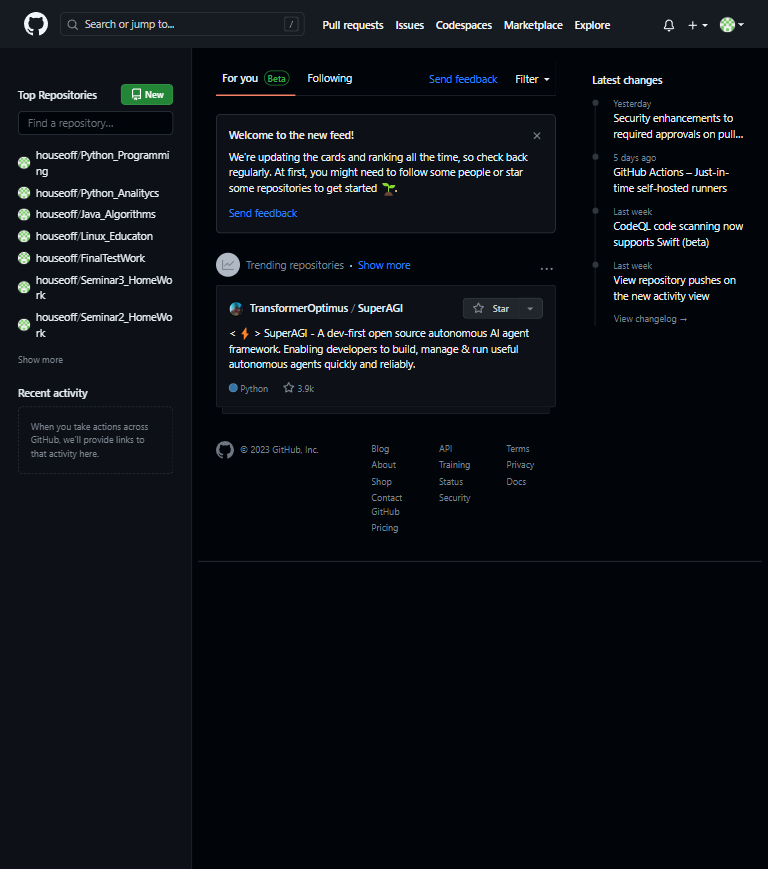 Search or jump to...
/
Pull requests
Issues
Codespaces
Marketplace
Explore
Top Repositories
New
Find a repository...
houseoff/Python_Programmi
ng
houseoff/Python_Analitycs
houseoff/Java_Algorithms
houseoff/Linux_Educaton
houseoff/FinalTestWork
houseoff/Seminar3_HomeWo
rk
houseoff/Seminar2_HomeWo
rk
Show more
Recent activity
When you take actions across
GitHub, we'll provide links to
that activity here.
For you Beta
Following
Send feedback
Filter
Welcome to the new feed!
We're updating the cards and ranking all the time, so check back
regularly. At first, you might need to follow some people or star
some repositories to get started 🌱.
Send feedback
Trending repositories · Show more
TransformerOptimus / SuperAGI
Star
< ⚡ > SuperAGI - A dev-first open source autonomous AI agent
framework. Enabling developers to build, manage & run useful
autonomous agents quickly and reliably.
Python
3.9k
© 2023 GitHub, Inc.
Blog
About
Shop
Contact
GitHub
Pricing
API
Training
Status
Security
Terms
Privacy
Docs
Latest changes
Yesterday
Security enhancements to
required approvals on pull...
5 days ago
GitHub Actions – Just-in-
time self-hosted runners
Last week
CodeQL code scanning now
supports Swift (beta)
Last week
View repository pushes on
the new activity view
View changelog →